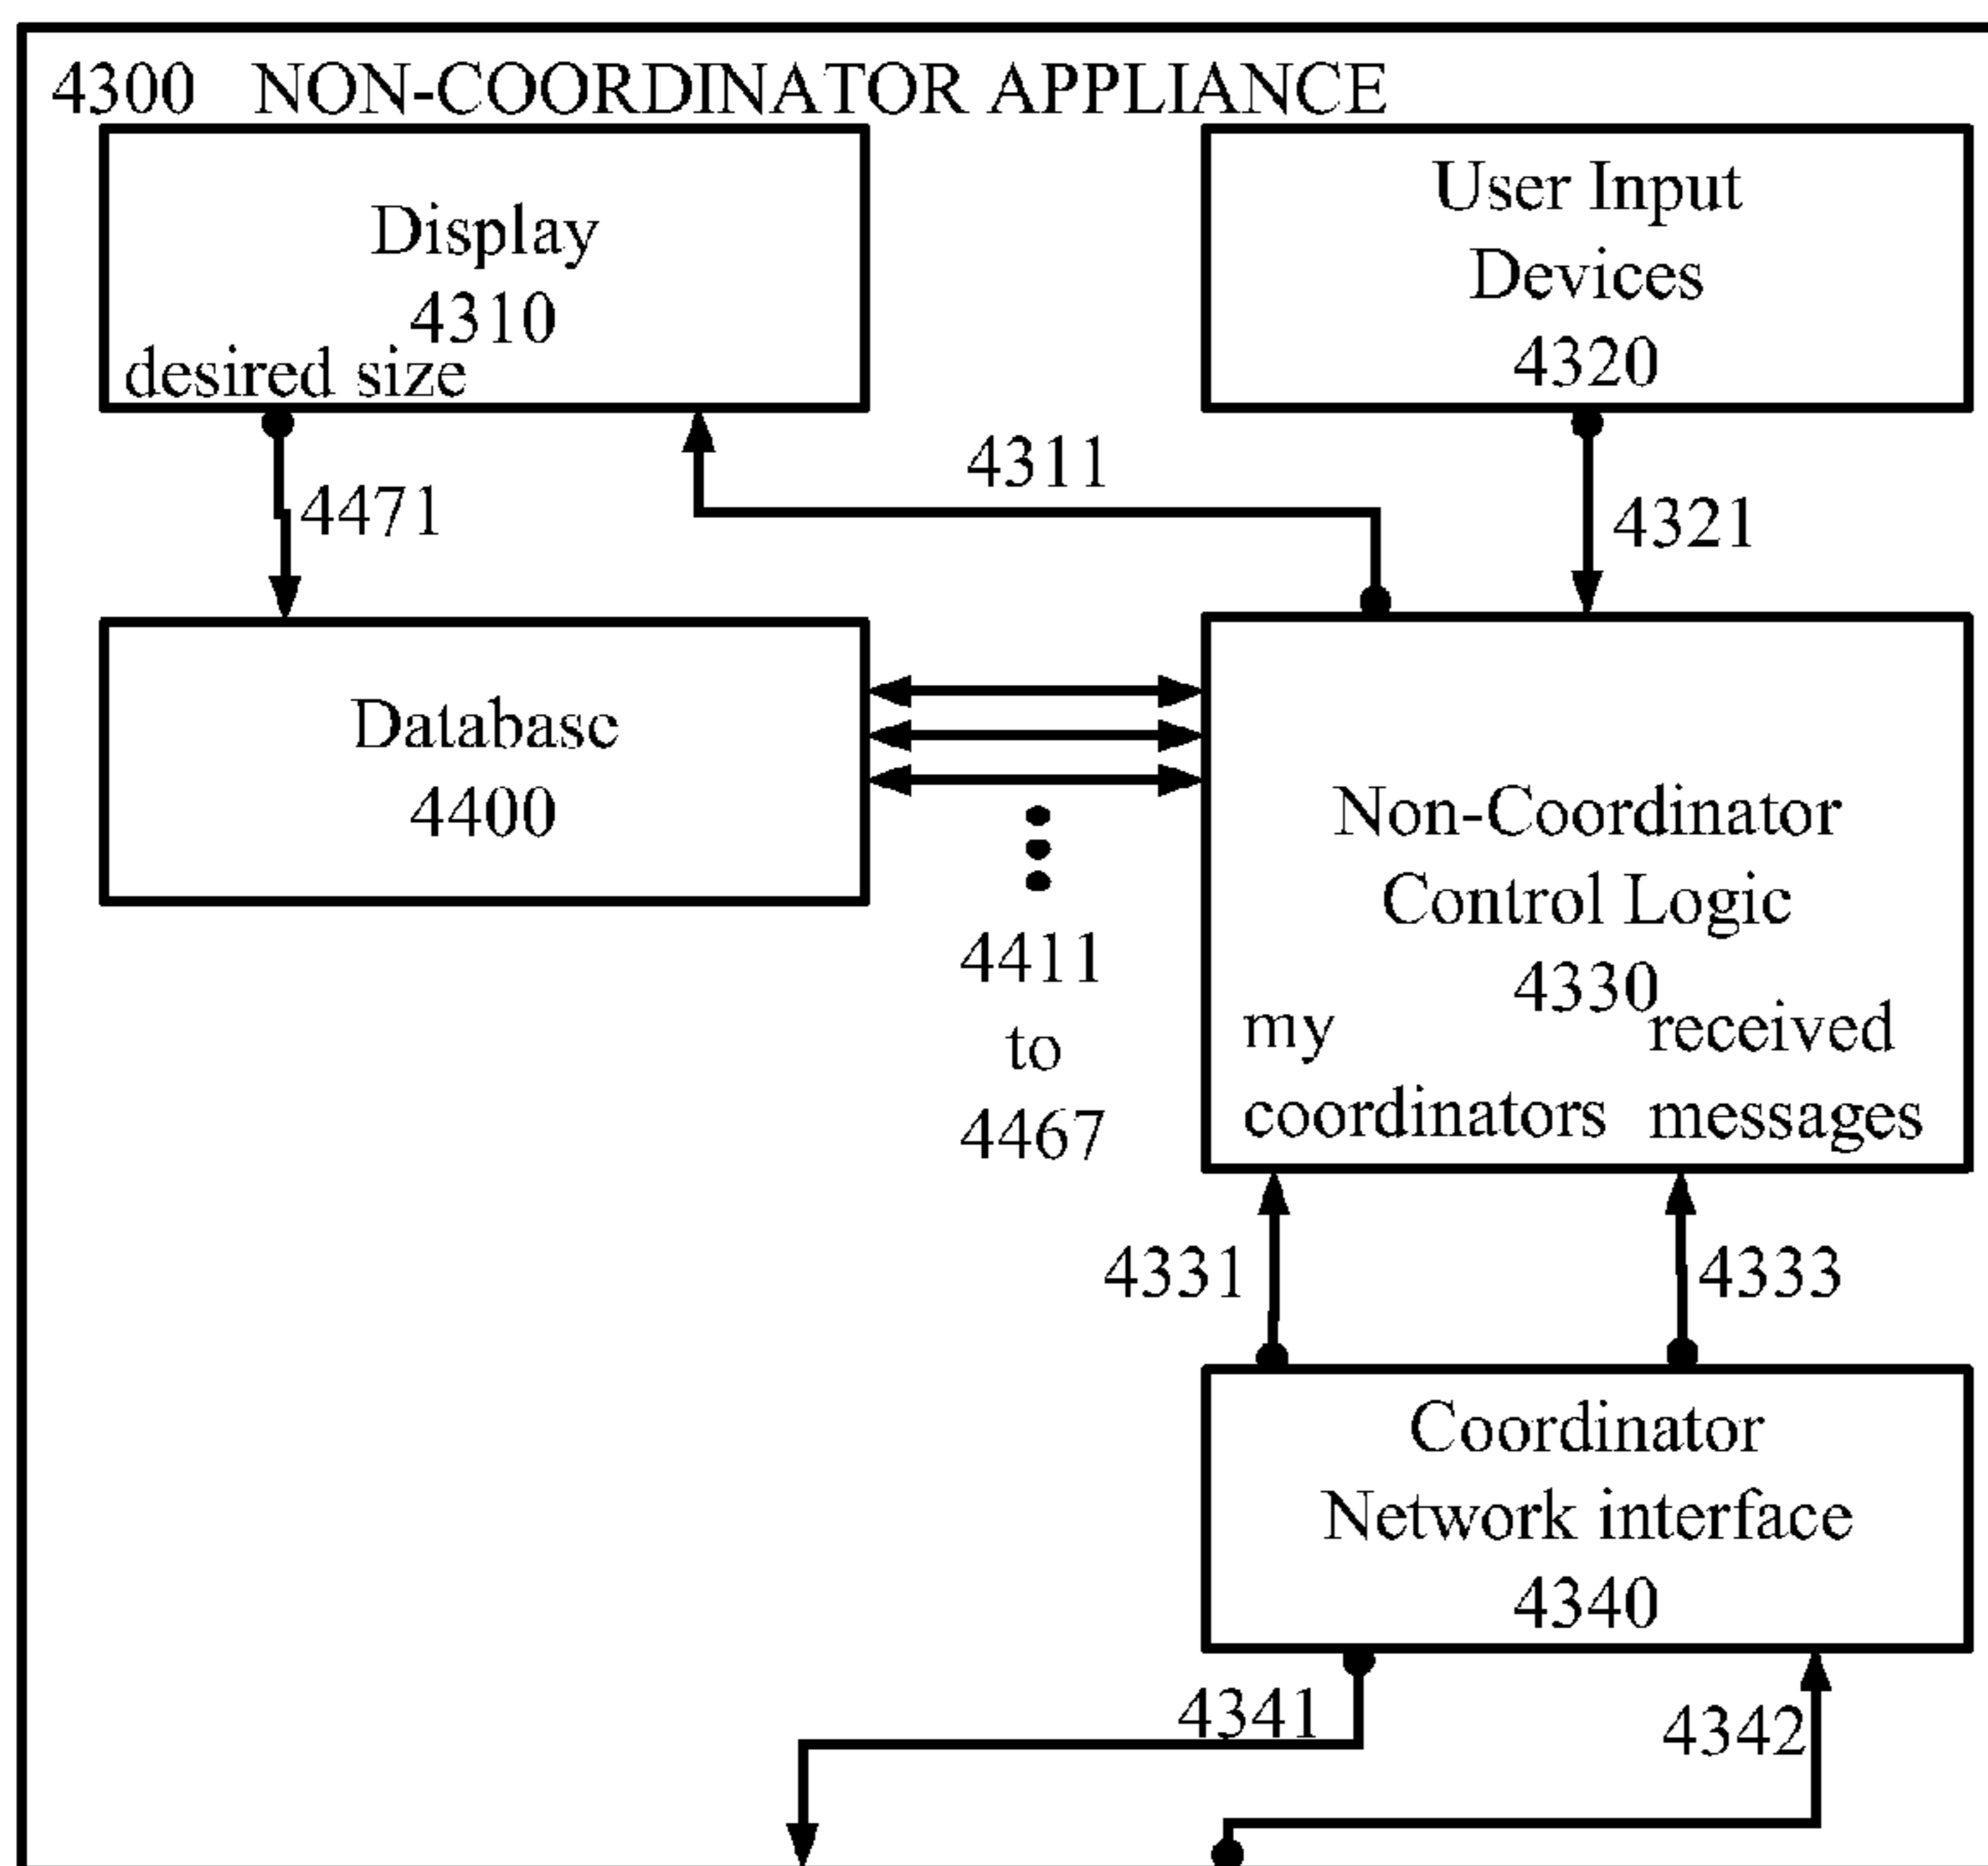 4300 NON-COORDINATOR APPLIANCE
Display
4310
desired size
User Input
Devices
4320
4311
4471
4321
Database
4400
4411
to
4467
Non-Coordinator
Control Logic
4330
my
coordinators
received
messages
4331
4333
Coordinator
Network interface
4340
4341
4342